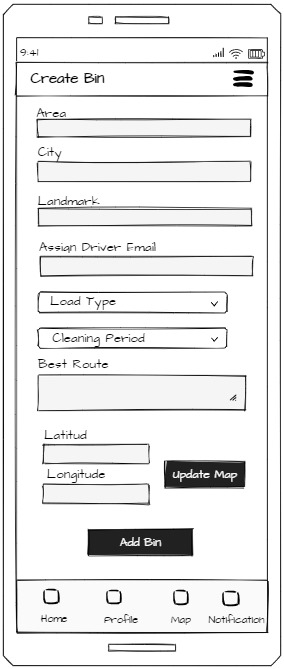 9:41
Create Bin
Area
City
Landmark
Assign Driver Email
Load Type
Cleaning Period
Best Route
Latitud
Longitude
Update Map
Add Bin
Home Profile Map Notification